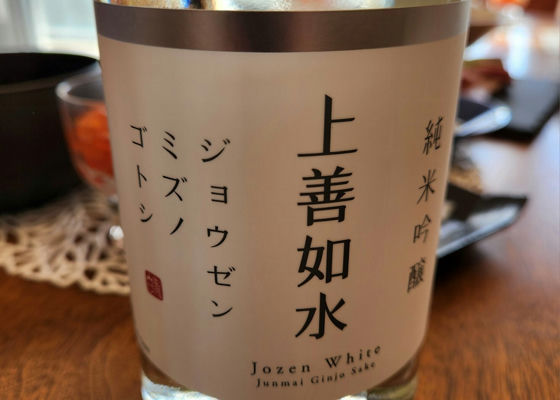 純米吟醸
上善如水
ジョウゼン
ミズノ
ゴトシ
Jozen White
Junmai Ginjo Sake